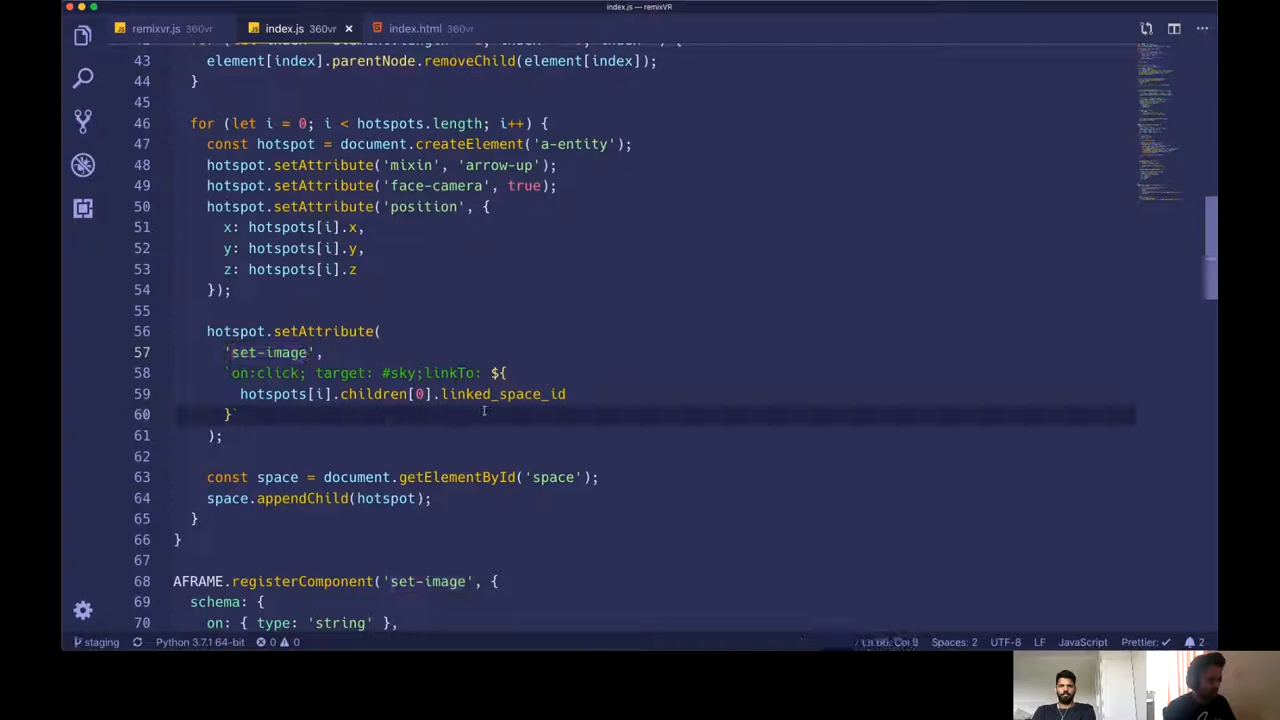 index.js — remixVR
remixvr.js 360vr
index.js 360vr
index.html 360vr
43 element[index].parentNode.removeChild(element[index]);
44 }
45
46 for (let i = 0; i < hotspots.length; i++) {
47 const hotspot = document.createElement('a-entity');
48 hotspot.setAttribute('mixin', 'arrow-up');
49 hotspot.setAttribute('face-camera', true);
50 hotspot.setAttribute('position', {
51 x: hotspots[i].x,
52 y: hotspots[i].y,
53 z: hotspots[i].z
54 });
55
56 hotspot.setAttribute(
57 'set-image',
58 `on:click; target: #sky;linkTo: ${
59 hotspots[i].children[0].linked_space_id
60 }`
61 );
62
63 const space = document.getElementById('space');
64 space.appendChild(hotspot);
65 }
66 }
67
68 AFRAME.registerComponent('set-image', {
69 schema: {
70 on: { type: 'string' },
staging Python 3.7.1 64-bit 0 0 Spaces: 2 UTF-8 LF JavaScript Prettier: ✓ 2